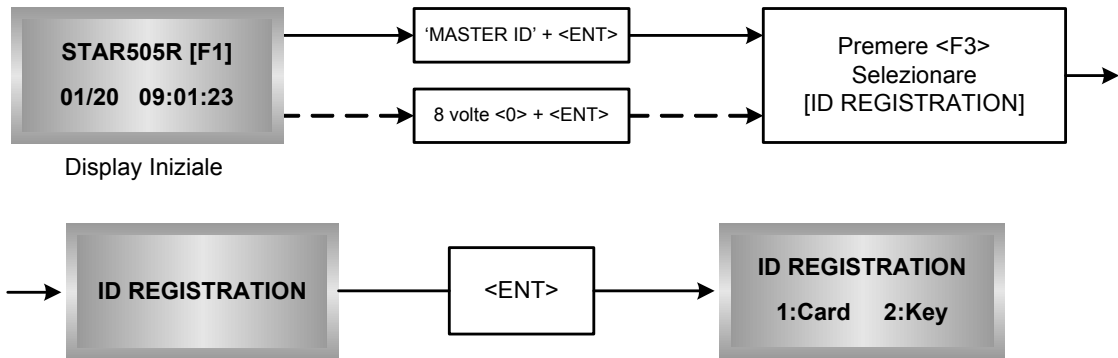 STAR505R [F1]
01/20 09:01:23
Display Iniziale
‘MASTER ID’ + <ENT>
8 volte <0> + <ENT>
Premere <F3>
Selezionare
[ID REGISTRATION]
ID REGISTRATION
<ENT>
ID REGISTRATION
1:Card 2:Key